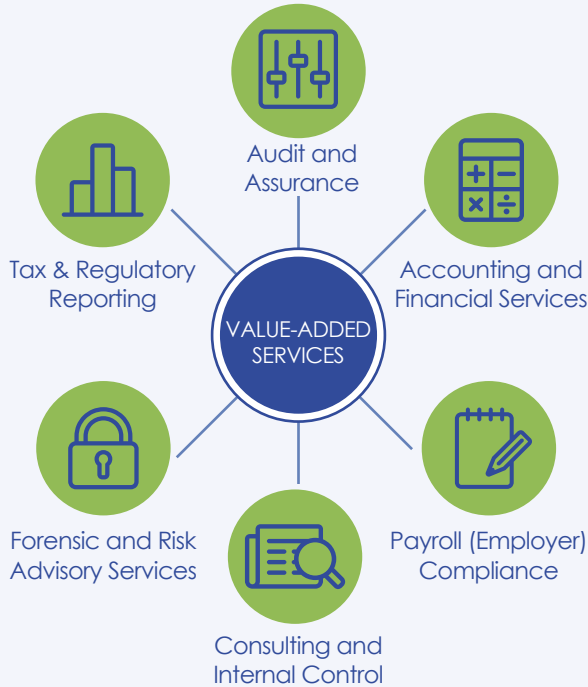 Audit and
Assurance
Tax & Regulatory
Reporting
Accounting and
Financial Services
VALUE-ADDED
SERVICES
Forensic and Risk
Advisory Services
Payroll (Employer)
Compliance
Consulting and
Internal Control